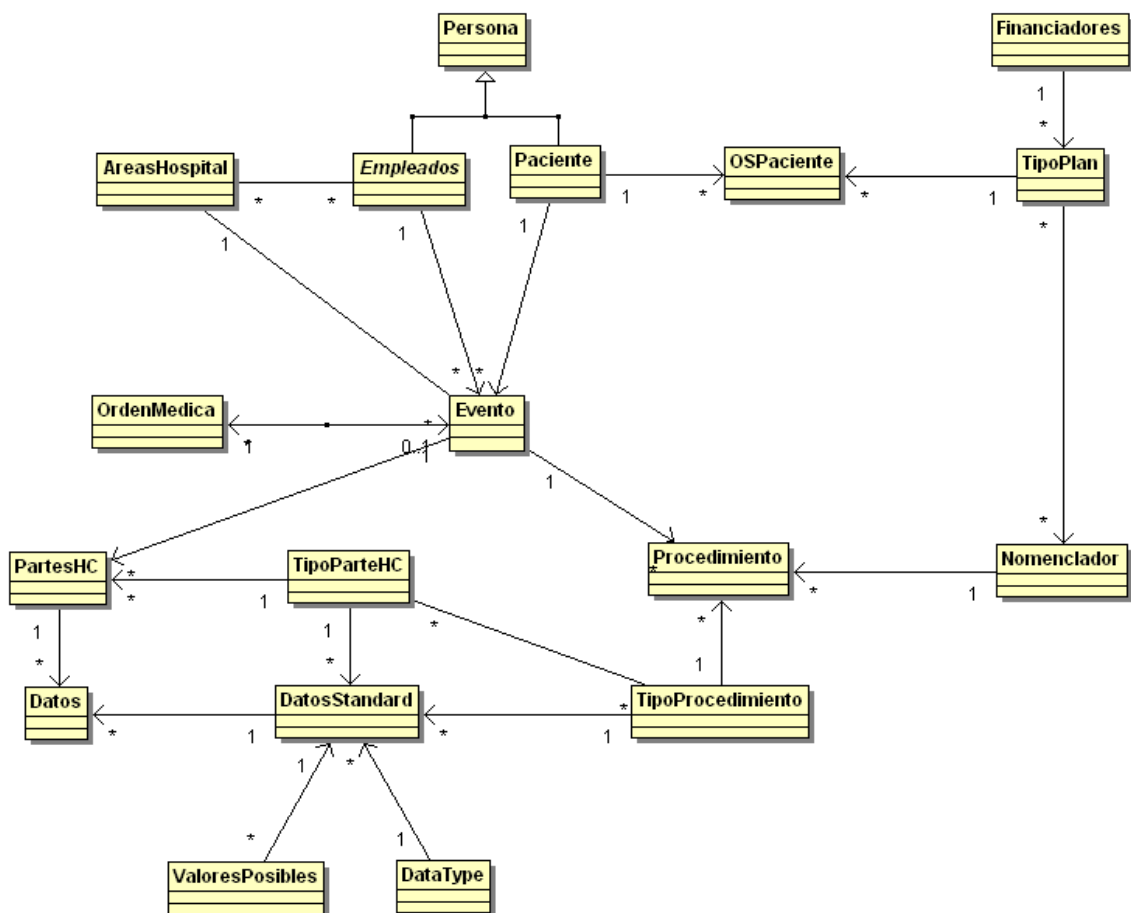 Persona
Financiadores
1
*
AreasHospital
Empleados
Paciente
OSPaciente
TipoPlan
* *
1 *
* 1
1
1
1
*
* *
OrdenMedica
Evento
*
*
1
0..1
1
1
*
PartesHC
TipoParteHC
Procedimiento
*
Nomenclador
*
*
1
* 1
1
*
1
*
*
*
1
Datos
DatosStandard
TipoProcedimiento
*
* 1
* 1
1 *
*
1
ValoresPosibles
DataType